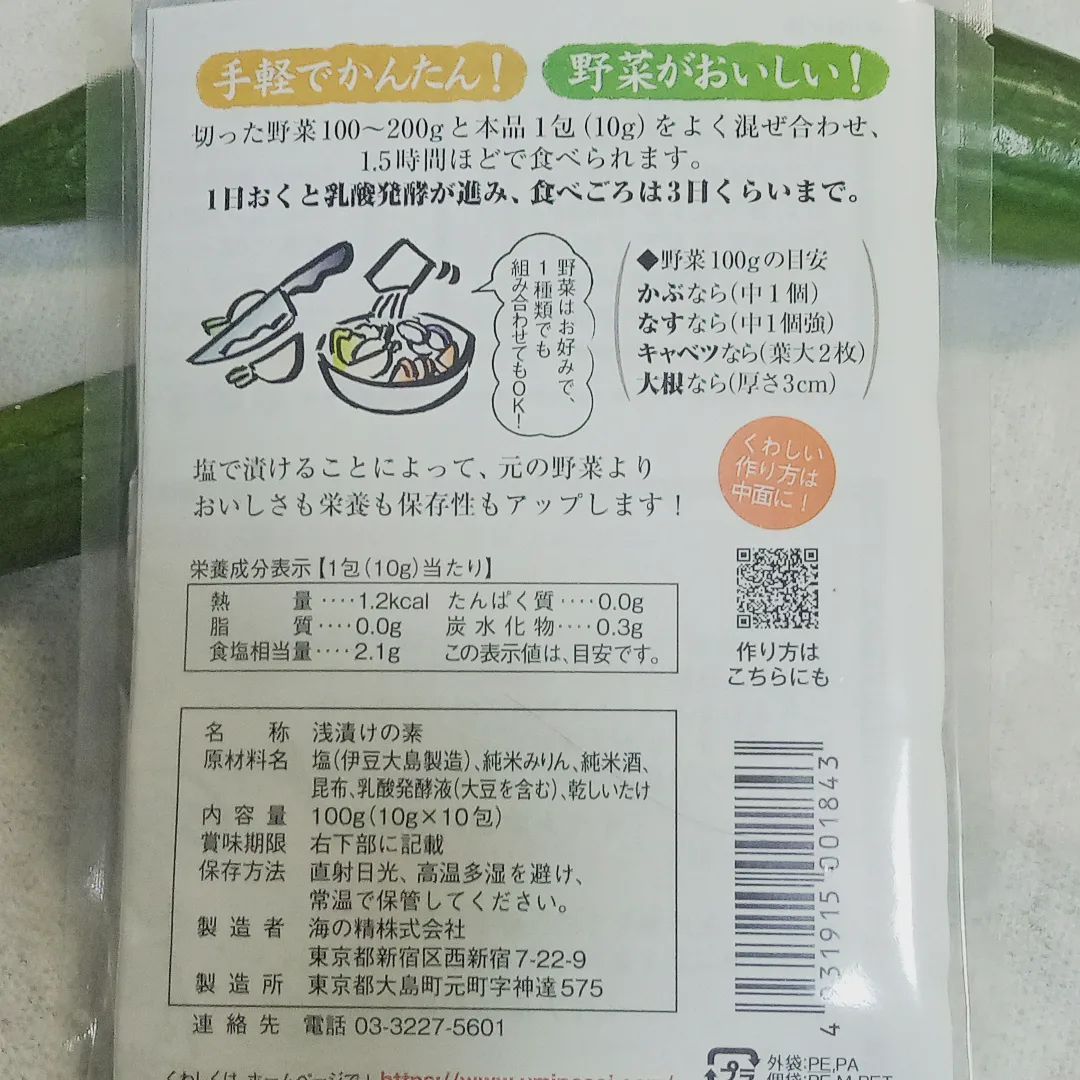 手軽でかんたん！
野菜がおいしい！
切った野菜100〜200gと本品1包(10g)をよく混ぜ合わせ、
1.5時間ほどで食べられます。
1日おくと乳酸発酵が進み、食べごろは3日くらいまで。
野菜はお好みで、
1種類でも
組み合わせてもOK！
◆野菜100gの目安
かぶなら(中1個)
なすなら(中1個強)
キャベツなら(葉大2枚)
大根なら(厚さ3cm)
塩で漬けることによって、元の野菜より
おいしさも栄養も保存性もアップします！
くわしい
作り方は
中面に！
栄養成分表示【1包(10g)当たり】
熱量‥‥1.2kcal たんぱく質‥‥0.0g
脂質‥‥0.0g 炭水化物‥‥0.3g
食塩相当量‥‥2.1g この表示値は、目安です。
作り方は
こちらにも
名称 浅漬けの素
原材料名 塩(伊豆大島製造)、純米みりん、純米酒、
昆布、乳酸発酵液(大豆を含む)、乾しいたけ
内容量 100g(10g×10包)
賞味期限 右下部に記載
保存方法 直射日光、高温多湿を避け、
常温で保管してください。
製造者 海の精株式会社
東京都新宿区西新宿7-22-9
製造所 東京都大島町元町字神達575
連絡先 電話 03-3227-5601
4 931915 001843
プラ
外袋:PE,PA